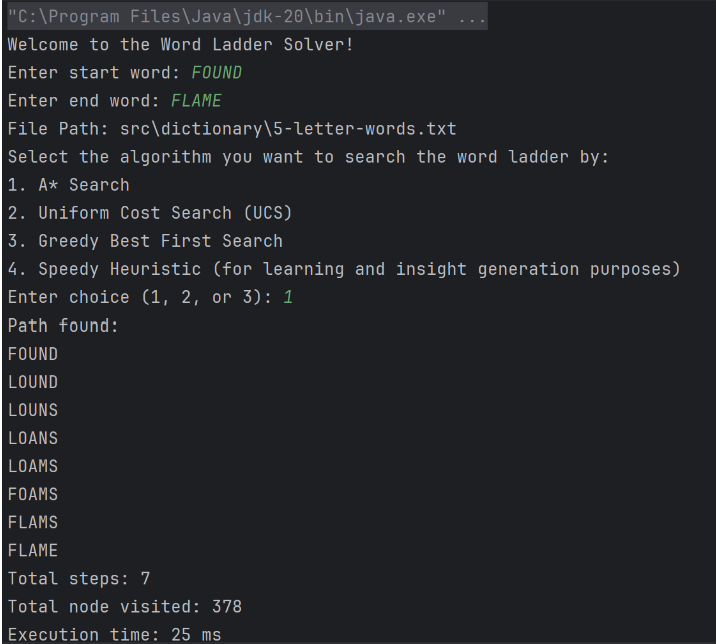 "C:\Program Files\Java\jdk-20\bin\java.exe" ...
Welcome to the Word Ladder Solver!
Enter start word: FOUND
Enter end word: FLAME
File Path: src\dictionary\5-letter-words.txt
Select the algorithm you want to search the word ladder by:
1. A* Search
2. Uniform Cost Search (UCS)
3. Greedy Best First Search
4. Speedy Heuristic (for learning and insight generation purposes)
Enter choice (1, 2, or 3): 1
Path found:
FOUND
LOUND
LOUNS
LOANS
LOAMS
FOAMS
FLAMS
FLAME
Total steps: 7
Total node visited: 378
Execution time: 25 ms